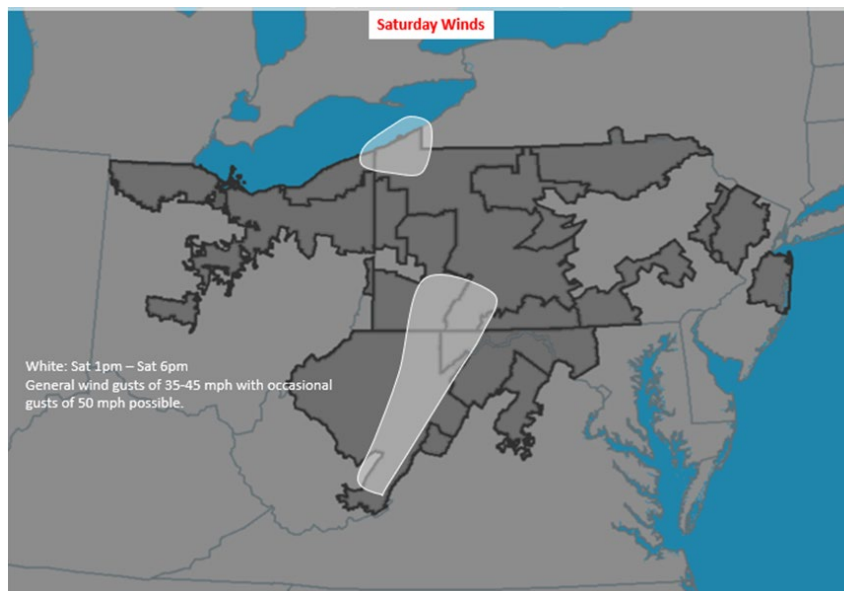 Saturday Winds
White: Sat 1pm – Sat 6pm
General wind gusts of 35-45 mph with occasional
gusts of 50 mph possible.